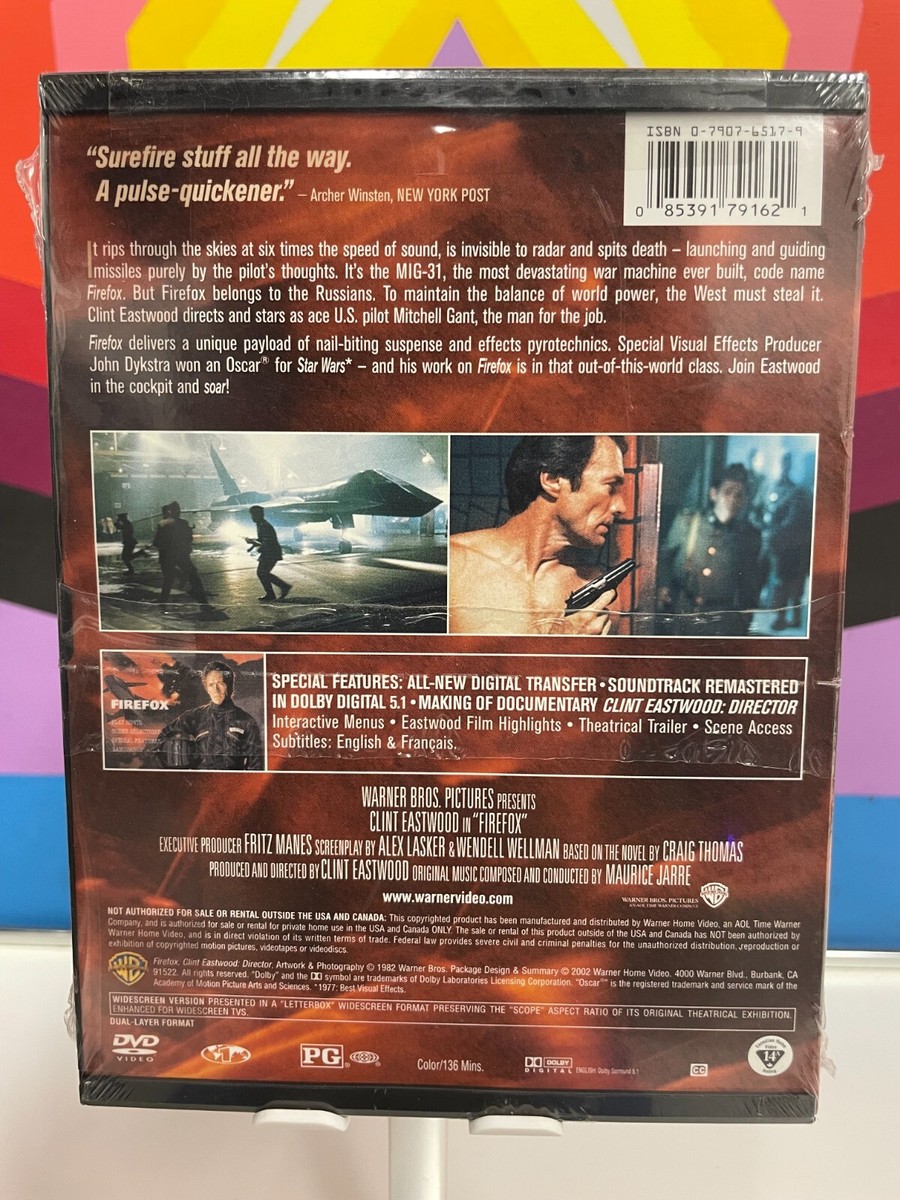 ISBN 0-7907-6517-9
“Surefire stuff all the way.
A pulse-quickener.” – Archer Winsten, NEW YORK POST
0 85391 79162 1
It rips through the skies at six times the speed of sound, is invisible to radar and spits death – launching and guiding
missiles purely by the pilot's thoughts. It's the MIG-31, the most devastating war machine ever built, code name
Firefox. But Firefox belongs to the Russians. To maintain the balance of world power, the West must steal it.
Clint Eastwood directs and stars as ace U.S. pilot Mitchell Gant, the man for the job.
Firefox delivers a unique payload of nail-biting suspense and effects pyrotechnics. Special Visual Effects Producer
John Dykstra won an Oscar® for Star Wars* – and his work on Firefox is in that out-of-this-world class. Join Eastwood
in the cockpit and soar!
FIREFOX
PLAY MOVIE
SCENE SELECTIONS
SPECIAL FEATURES
LANGUAGES
SPECIAL FEATURES: ALL-NEW DIGITAL TRANSFER • SOUNDTRACK REMASTERED
IN DOLBY DIGITAL 5.1 • MAKING OF DOCUMENTARY CLINT EASTWOOD: DIRECTOR
Interactive Menus • Eastwood Film Highlights • Theatrical Trailer • Scene Access
Subtitles: English & Français.
WARNER BROS. PICTURES PRESENTS
CLINT EASTWOOD IN "FIREFOX"
EXECUTIVE PRODUCER FRITZ MANES SCREENPLAY BY ALEX LASKER & WENDELL WELLMAN BASED ON THE NOVEL BY CRAIG THOMAS
PRODUCED AND DIRECTED BY CLINT EASTWOOD ORIGINAL MUSIC COMPOSED AND CONDUCTED BY MAURICE JARRE
www.warnervideo.com
WARNER BROS. PICTURES
AN AOL TIME WARNER COMPANY
NOT AUTHORIZED FOR SALE OR RENTAL OUTSIDE THE USA AND CANADA: This copyrighted product has been manufactured and distributed by Warner Home Video, an AOL Time Warner
Company, and is authorized for sale or rental for private home use in the USA and Canada ONLY. The sale or rental of this product outside of the USA and Canada has NOT been authorized by
Warner Home Video, and is in direct violation of its written terms of trade. Federal law provides severe civil and criminal penalties for the unauthorized distribution, reproduction or
exhibition of copyrighted motion pictures, videotapes or videodiscs.
Firefox, Clint Eastwood: Director, Artwork & Photography © 1982 Warner Bros. Package Design & Summary © 2002 Warner Home Video. 4000 Warner Blvd., Burbank, CA
91522. All rights reserved. "Dolby" and the DD symbol are trademarks of Dolby Laboratories Licensing Corporation. "Oscar®" is the registered trademark and service mark of the
Academy of Motion Picture Arts and Sciences. *1977: Best Visual Effects.
WIDESCREEN VERSION PRESENTED IN A "LETTERBOX" WIDESCREEN FORMAT PRESERVING THE "SCOPE" ASPECT RATIO OF ITS ORIGINAL THEATRICAL EXHIBITION.
ENHANCED FOR WIDESCREEN TVS.
DUAL-LAYER FORMAT
DVD VIDEO
1
PG®
Color/136 Mins.
DOLBY DIGITAL
ENGLISH: Dolby Surround 5.1
CC
14A